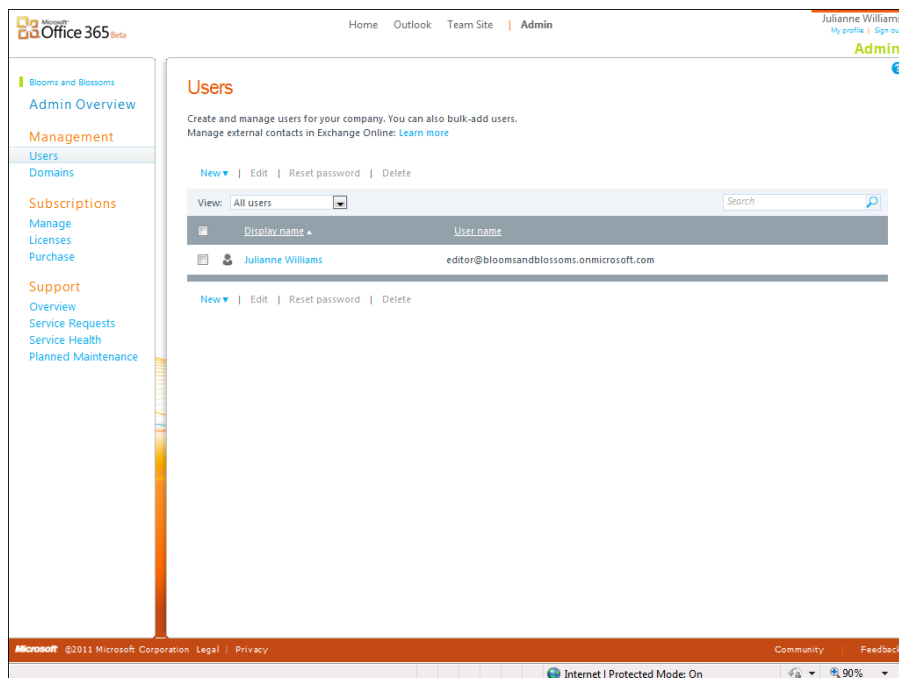 Microsoft
Office 365 Beta
Home Outlook Team Site | Admin
Julianne Williams
My profile | Sign ou
Admin
Blooms and Blossoms
Admin Overview
Management
Users
Domains
Subscriptions
Manage
Licenses
Purchase
Support
Overview
Service Requests
Service Health
Planned Maintenance
Users
Create and manage users for your company. You can also bulk-add users.
Manage external contacts in Exchange Online: Learn more
New | Edit | Reset password | Delete
View: All users
Search
Display name User name
Julianne Williams editor@bloomsandblossoms.onmicrosoft.com
New | Edit | Reset password | Delete
Microsoft ©2011 Microsoft Corporation Legal | Privacy
Community | Feedback
Internet | Protected Mode: On
90%